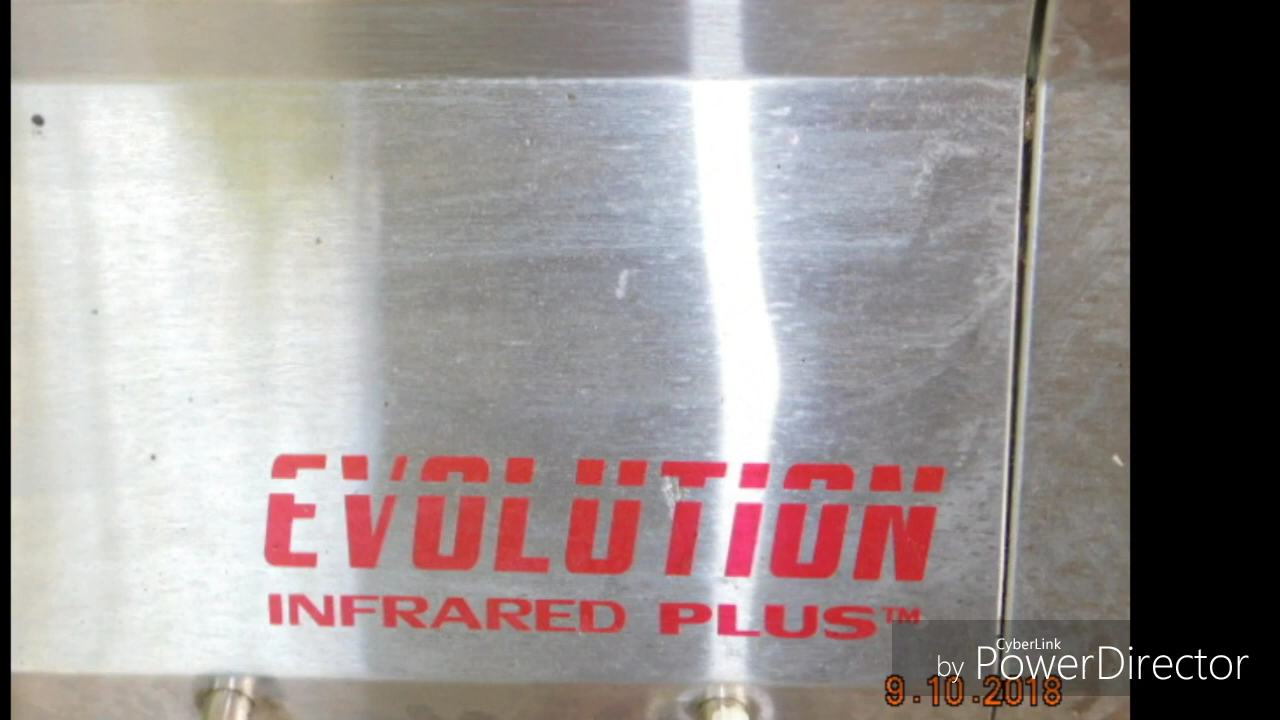 EVOLUTION
INFRARED PLUS™
CyberLink
by PowerDirector
9.10.2018